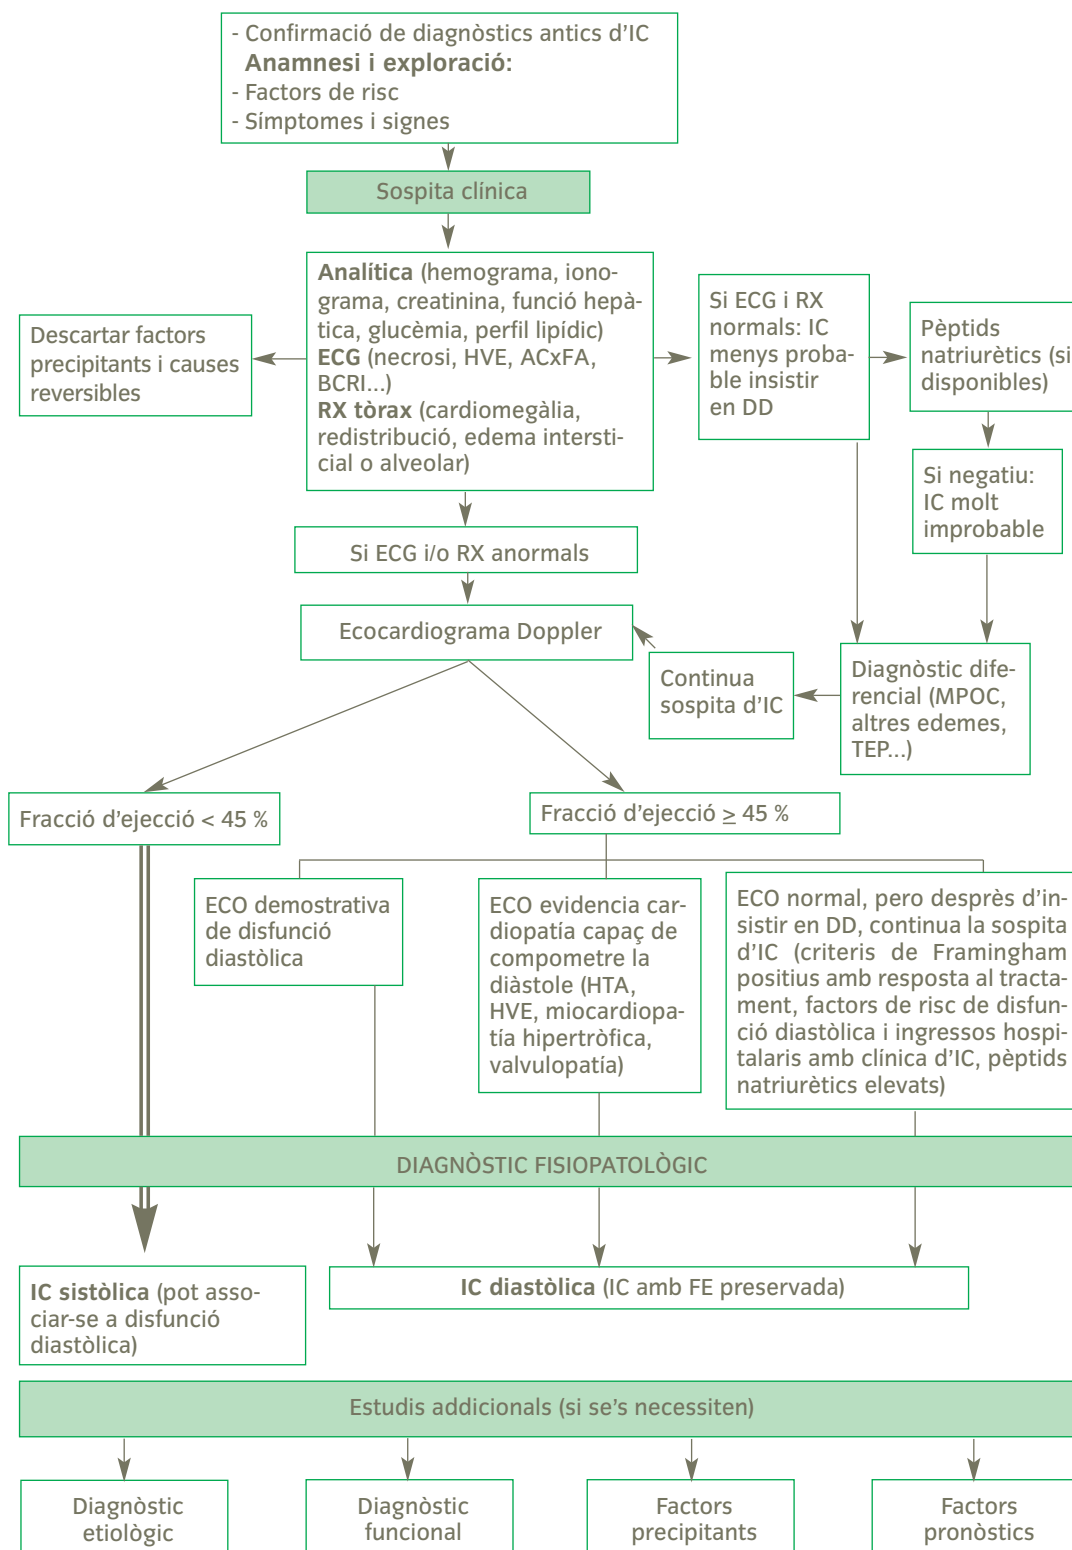 - Confirmació de diagnòstics antics d'IC
Anamnesi i exploració:
- Factors de risc
- Símptomes i signes
Sospita clínica
Analítica (hemograma, iono-
grama, creatinina, funció hepà-
tica, glucèmia, perfil lipídic)
ECG (necrosi, HVE, ACxFA,
BCRI...)
RX tòrax (cardiomegàlia,
redistribució, edema intersti-
cial o alveolar)
Descartar factors
precipitants i causes
reversibles
Si ECG i RX
normals: IC
menys proba-
ble insistir
en DD
Pèptids
natriurètics (si
disponibles)
Si negatiu:
IC molt
improbable
Si ECG i/o RX anormals
Ecocardiograma Doppler
Continua
sospita d'IC
Diagnòstic dife-
rencial (MPOC,
altres edemes,
TEP...)
Fracció d'ejecció < 45 %
Fracció d'ejecció ≥ 45 %
ECO demostrativa
de disfunció
diastòlica
ECO evidencia car-
diopatía capaç de
compometre la
diàstole (HTA,
HVE, miocardiopa-
tía hipertròfica,
valvulopatía)
ECO normal, pero desprès d'in-
sistir en DD, continua la sospita
d'IC (criteris de Framingham
positius amb resposta al tracta-
ment, factors de risc de disfun-
ció diastòlica i ingressos hospi-
talaris amb clínica d'IC, pèptids
natriurètics elevats)
DIAGNÒSTIC FISIOPATOLÒGIC
IC sistòlica (pot asso-
ciar-se a disfunció
diastòlica)
IC diastòlica (IC amb FE preservada)
Estudis addicionals (si se's necessiten)
Diagnòstic
etiològic
Diagnòstic
funcional
Factors
precipitants
Factors
pronòstics